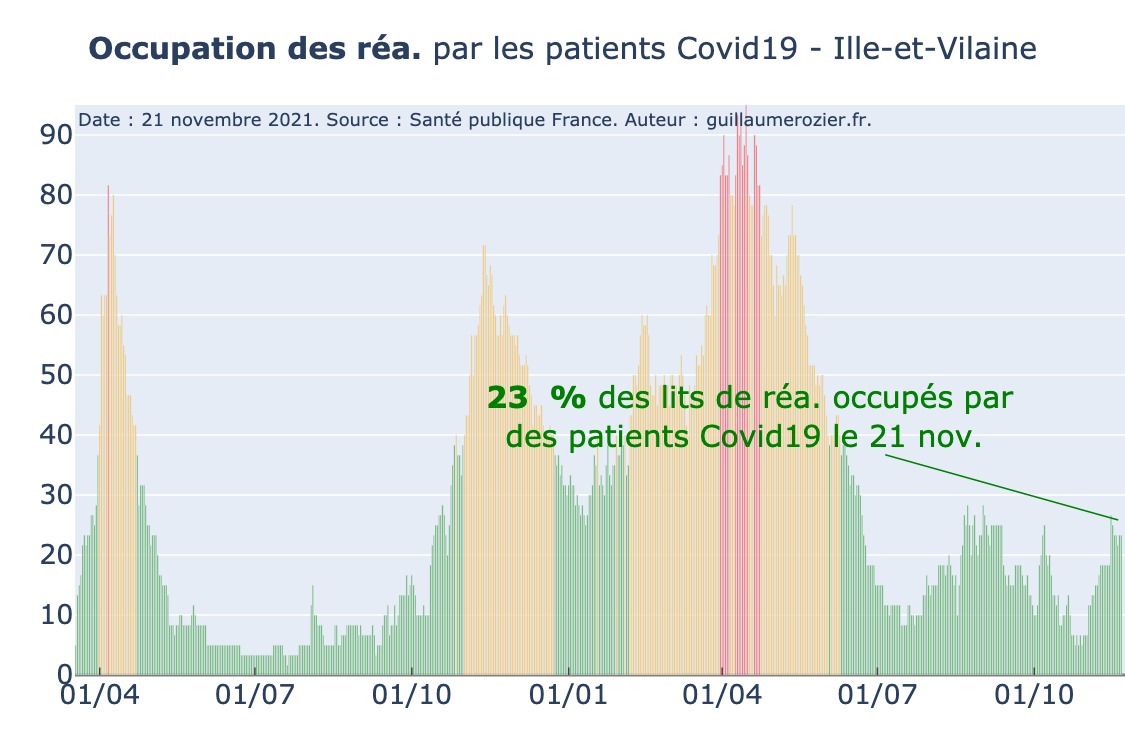 Occupation des réa. par les patients Covid19 - Ille-et-Vilaine
Date : 21 novembre 2021. Source : Santé publique France. Auteur : guillaumerozier.fr.
90
80
70
60
50
23 % des lits de réa. occupés par
40
des patients Covid19 le 21 nov.
30
20
10
0
01/04 01/07 01/10 01/01 01/04 01/07 01/10